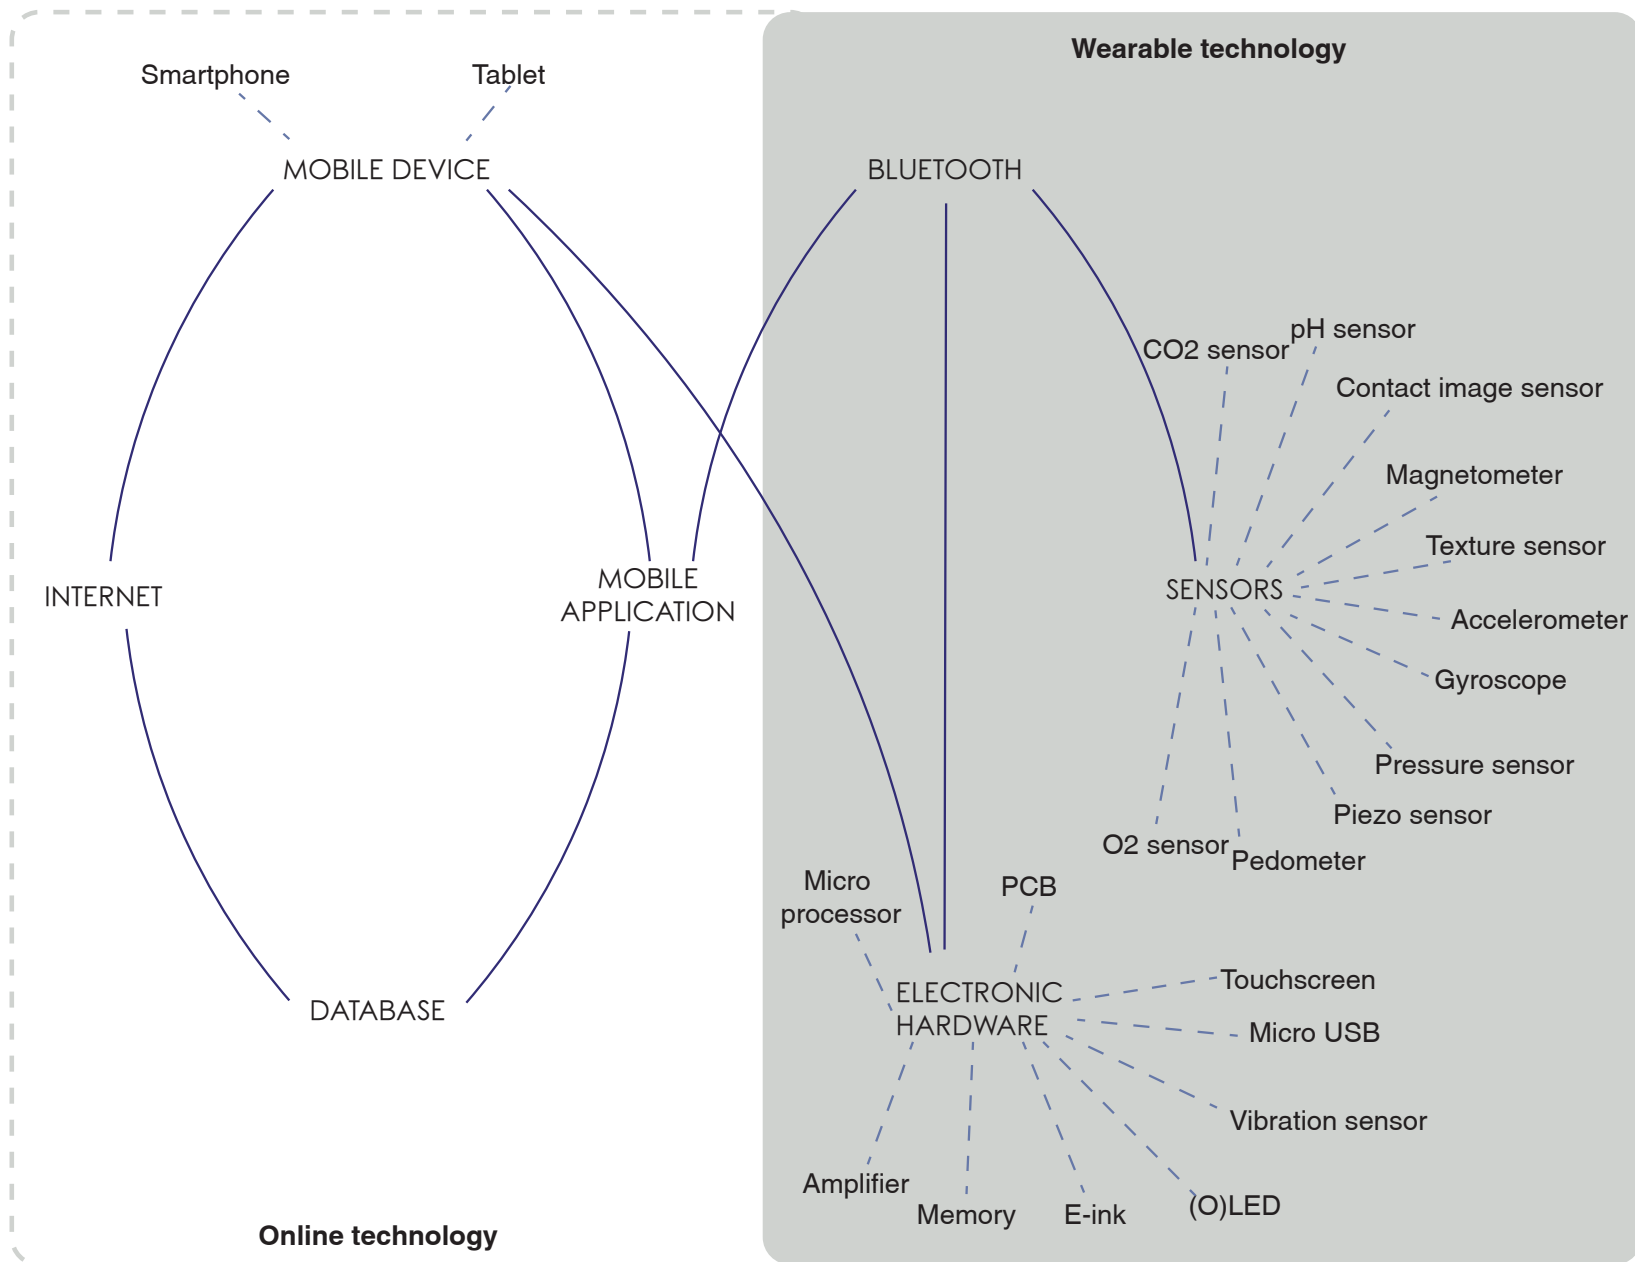 Wearable technology
Smartphone
Tablet
MOBILE DEVICE
BLUETOOTH
pH sensor
CO2 sensor
Contact image sensor
Magnetometer
Texture sensor
INTERNET
MOBILE
APPLICATION
SENSORS
Accelerometer
Gyroscope
Pressure sensor
Piezo sensor
O2 sensor
Pedometer
Micro
processor
PCB
Touchscreen
ELECTRONIC
HARDWARE
DATABASE
Micro USB
Vibration sensor
Amplifier
Memory
E-ink
(O)LED
Online technology